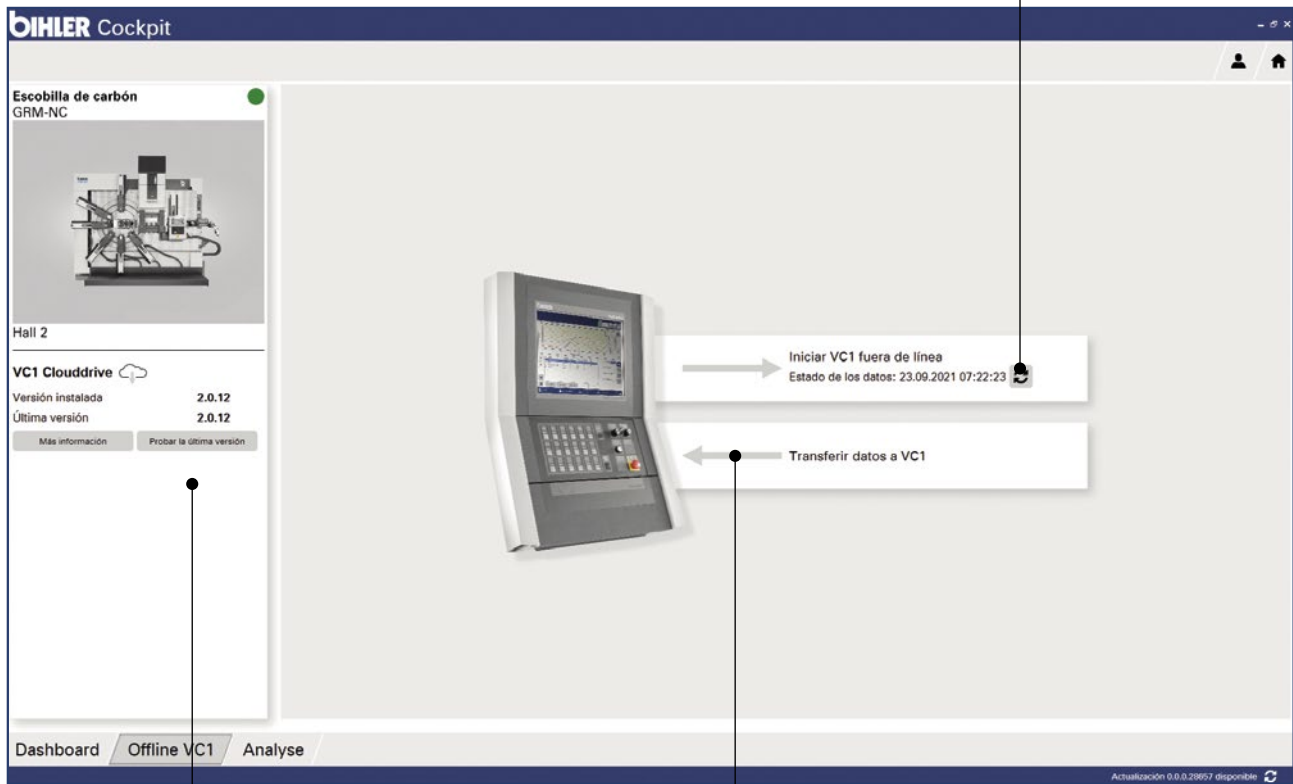 BIHLER Cockpit
Escobilla de carbón
GRM-NC
Hall 2
VC1 Clouddrive
Versión instalada 2.0.12
Última versión 2.0.12
Más información Probar la última versión
Iniciar VC1 fuera de línea
Estado de los datos: 23.09.2021 07:22:23
Transferir datos a VC1
Dashboard Offline VC1 Analyse
Actualización 0.0.0.28657 disponible